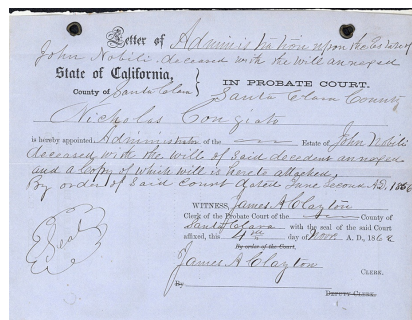 Letter of Administration upon the Estate of
John Nobili deceased with the will annexed
State of California,
County of Santa Clara
IN PROBATE COURT.
Santa Clara County
Nicholas Congiato
is hereby appointed Administrator of the Estate of John Nobili
deceased with the will of said decedent annexed
and a copy of which will is hereto attached,
By order of said Court dated June Second A.D. 1856
WITNESS, James A Clayton
Clerk of the Probate Court of the County of
Santa Clara with the seal of the said Court
affixed, this 4th day of A. D., 186
By order of the Court,
Seal
James A Clayton
CLERK.
By
DEPUTY CLERK.